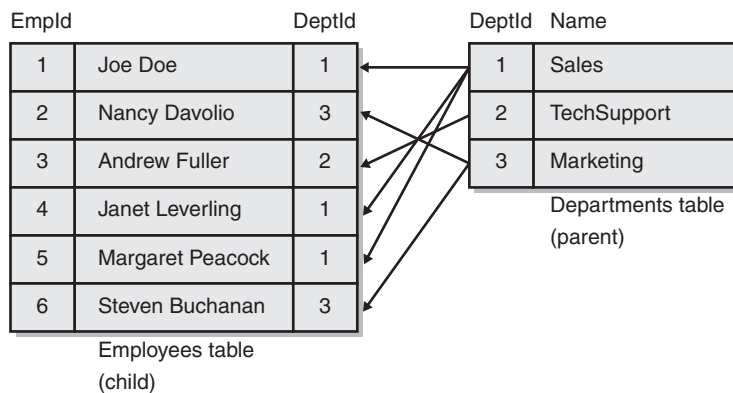 EmpId DeptId
1 Joe Doe 1
2 Nancy Davolio 3
3 Andrew Fuller 2
4 Janet Leverling 1
5 Margaret Peacock 1
6 Steven Buchanan 3
Employees table
(child)
DeptId Name
1 Sales
2 TechSupport
3 Marketing
Departments table
(parent)